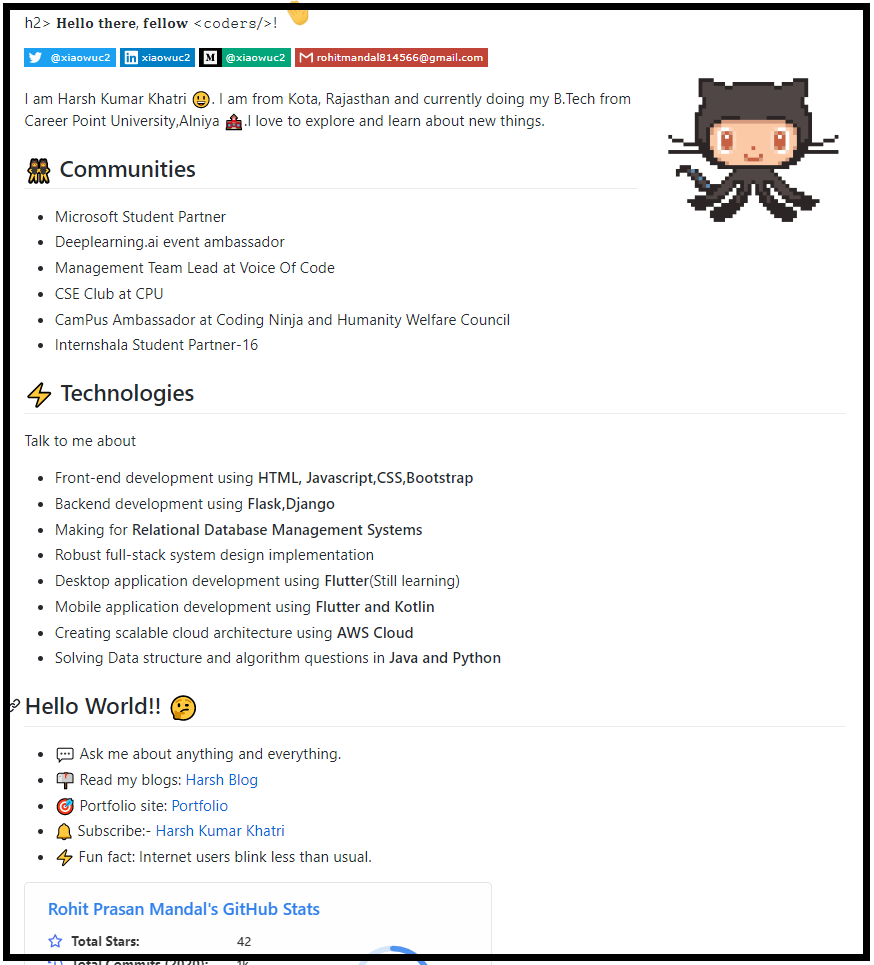 h2> Hello there, fellow <coders/>!
@xiaowuc2 in xiaowuc2 M @xiaowuc2 rohitmandal814566@gmail.com
I am Harsh Kumar Khatri 😃. I am from Kota, Rajasthan and currently doing my B.Tech from
Career Point University,Alniya 🏫.I love to explore and learn about new things.
Communities
Microsoft Student Partner
Deeplearning.ai event ambassador
Management Team Lead at Voice Of Code
CSE Club at CPU
CamPus Ambassador at Coding Ninja and Humanity Welfare Council
Internshala Student Partner-16
⚡ Technologies
Talk to me about
Front-end development using HTML, Javascript,CSS,Bootstrap
Backend development using Flask,Django
Making for Relational Database Management Systems
Robust full-stack system design implementation
Desktop application development using Flutter(Still learning)
Mobile application development using Flutter and Kotlin
Creating scalable cloud architecture using AWS Cloud
Solving Data structure and algorithm questions in Java and Python
Hello World!! 🤔
💬 Ask me about anything and everything.
📬 Read my blogs: Harsh Blog
🎯 Portfolio site: Portfolio
🔔 Subscribe:- Harsh Kumar Khatri
⚡ Fun fact: Internet users blink less than usual.
Rohit Prasan Mandal's GitHub Stats
Total Stars: 42
Total Commits (2020): 1k